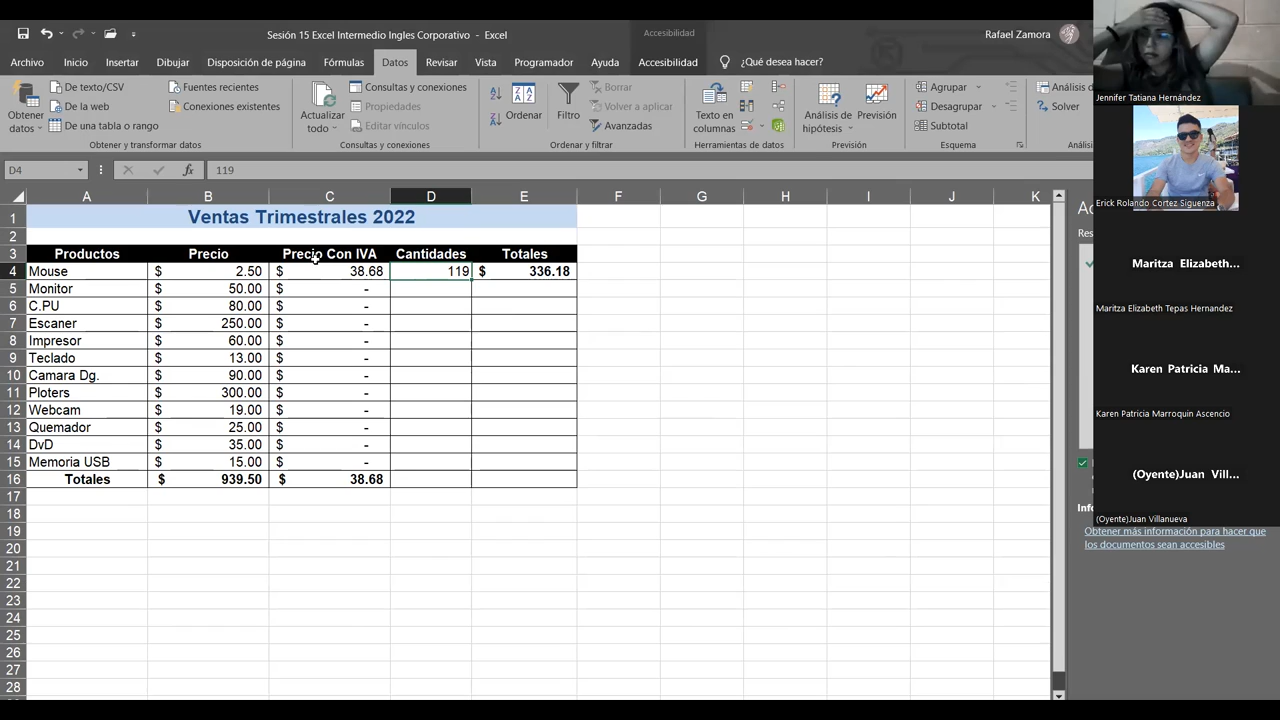 Sesión 15 Excel Intermedio Ingles Corporativo - Excel
Accesibilidad
Rafael Zamora
Archivo Inicio Insertar Dibujar Disposición de página Fórmulas Datos Revisar Vista Programador Ayuda Accesibilidad ¿Qué desea hacer?
Obtener datos
De texto/CSV
De la web
De una tabla o rango
Fuentes recientes
Conexiones existentes
Obtener y transformar datos
Actualizar todo
Consultas y conexiones
Propiedades
Editar vínculos
Consultas y conexiones
Ordenar
Filtro
Borrar
Volver a aplicar
Avanzadas
Ordenar y filtrar
Texto en columnas
Herramientas de datos
Análisis de hipótesis
Previsión
Previsión
Agrupar
Desagrupar
Subtotal
Esquema
Análisis d
Solver
Análi
D4 fx 119
A B C D E F G H I J K
1 Ventas Trimestrales 2022
2
3 Productos Precio Precio Con IVA Cantidades Totales
4 Mouse $ 2.50 $ 38.68 119 $ 336.18
5 Monitor $ 50.00 $ -
6 C.PU $ 80.00 $ -
7 Escaner $ 250.00 $ -
8 Impresor $ 60.00 $ -
9 Teclado $ 13.00 $ -
10 Camara Dg. $ 90.00 $ -
11 Ploters $ 300.00 $ -
12 Webcam $ 19.00 $ -
13 Quemador $ 25.00 $ -
14 DvD $ 35.00 $ -
15 Memoria USB $ 15.00 $ -
16 Totales $ 939.50 $ 38.68
17
18
19
20
21
22
23
24
25
26
27
28
Ac
Res
Info
Obtener más información para hacer que
los documentos sean accesibles
Jennifer Tatiana Hernández
Erick Rolando Cortez Siguenza
Maritza Elizabeth...
Maritza Elizabeth Tepas Hernandez
Karen Patricia Ma...
Karen Patricia Marroquin Ascencio
(Oyente)Juan Vill...
(Oyente)Juan Villanueva